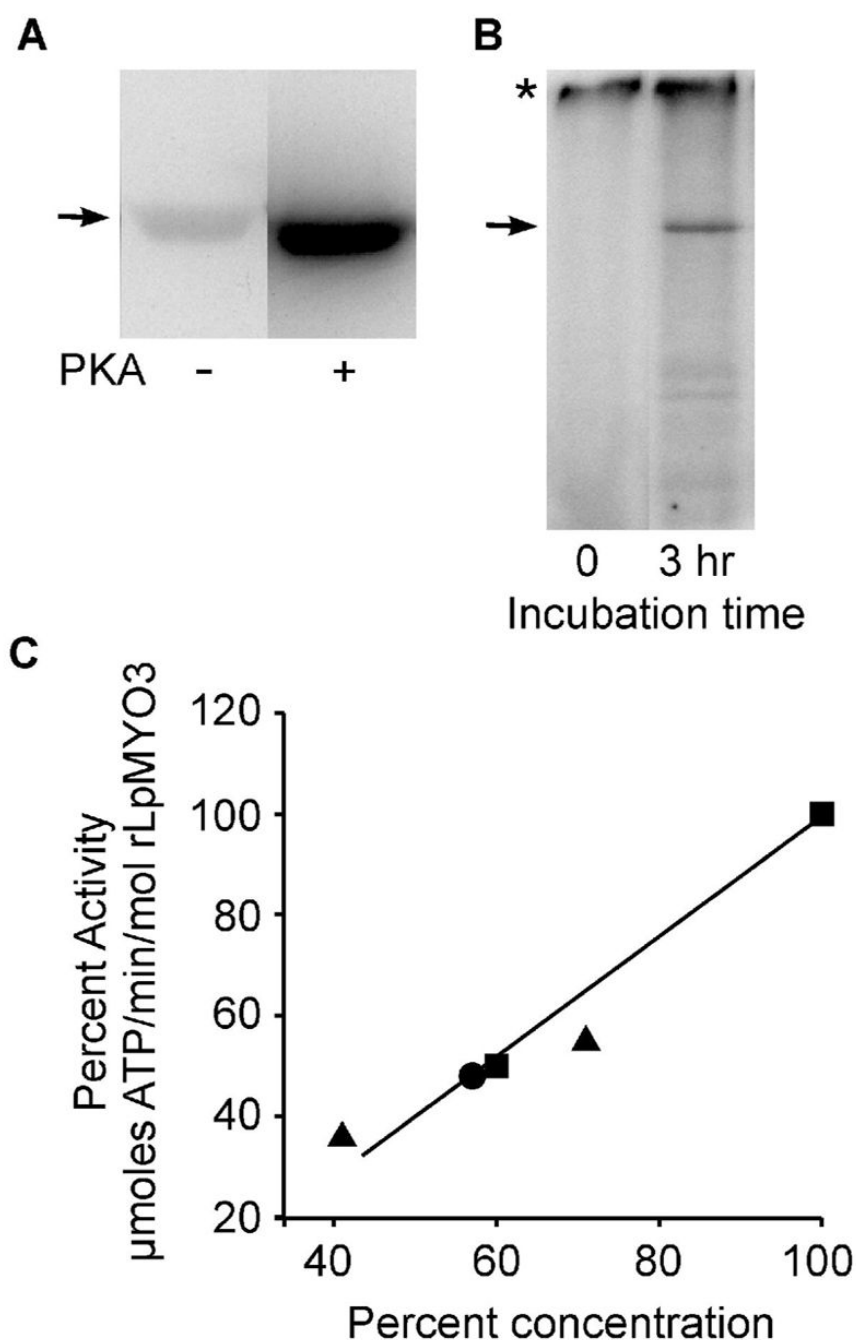 A
B
*
PKA - +
0 3 hr
Incubation time
C
Percent Activity
µmoles ATP/min/mol rLpMYO3
120
100
80
60
40
20
40 60 80 100
Percent concentration